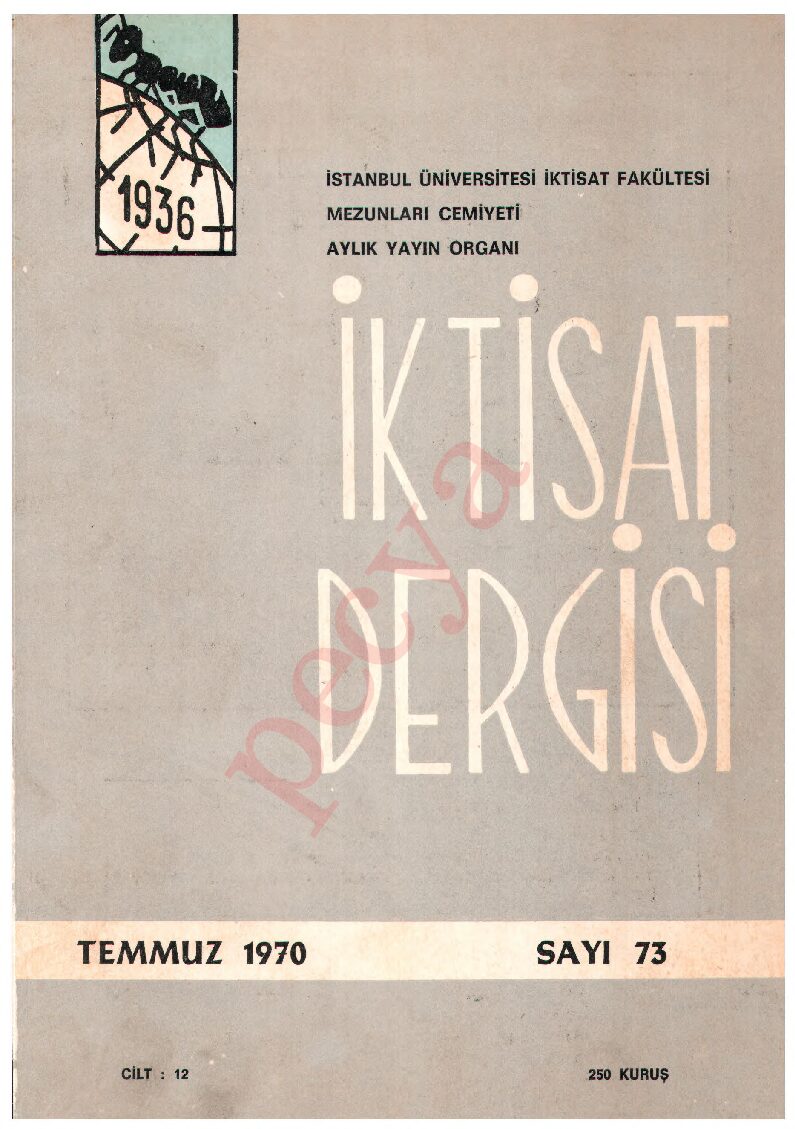 1936
İSTANBUL ÜNİVERSİTESİ İKTİSAT FAKÜLTESİ
MEZUNLARI CEMİYETİ
AYLIK YAYIN ORGANI
İKTİSAT
DERGİSİ
pecya
TEMMUZ 1970 SAYI 73
CİLT : 12 250 KURUŞ